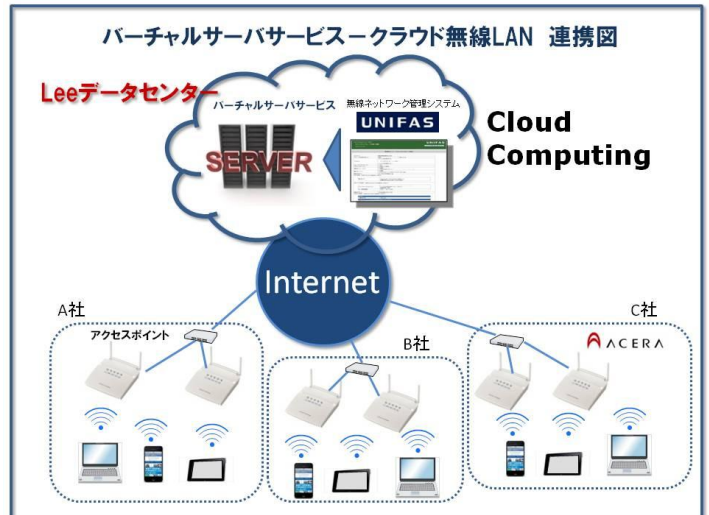 バーチャルサーバサービス－クラウド無線LAN 連携図
Leeデータセンター
バーチャルサーバサービス
無線ネットワーク管理システム
UNIFAS
SERVER
Cloud
Computing
Internet
A社
アクセスポイント
B社
C社
ACERA